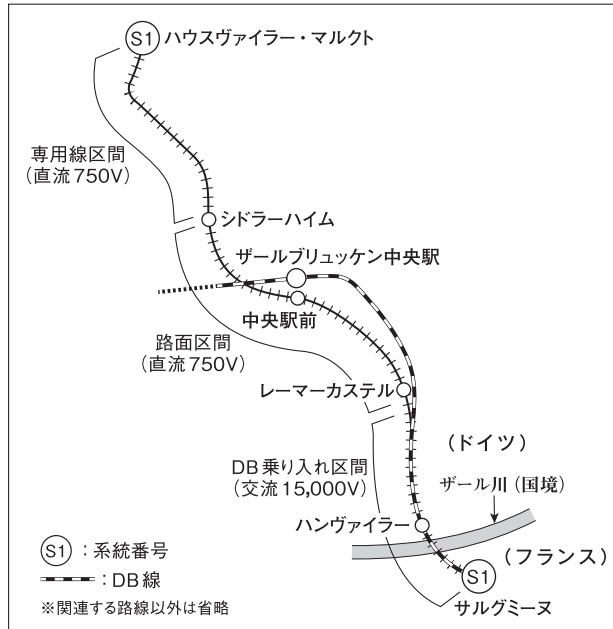 S1 ハウスヴァイラー・マルクト
専用線区間
(直流750V)
シドラーハイム
ザールブリュッケン中央駅
中央駅前
路面区間
(直流750V)
レーマーカステル
(ドイツ)
DB乗り入れ区間
(交流15,000V)
ザール川(国境)
ハンヴァイラー
(フランス)
S1
サルグミーヌ
S1 :系統番号
:DB線
※関連する路線以外は省略